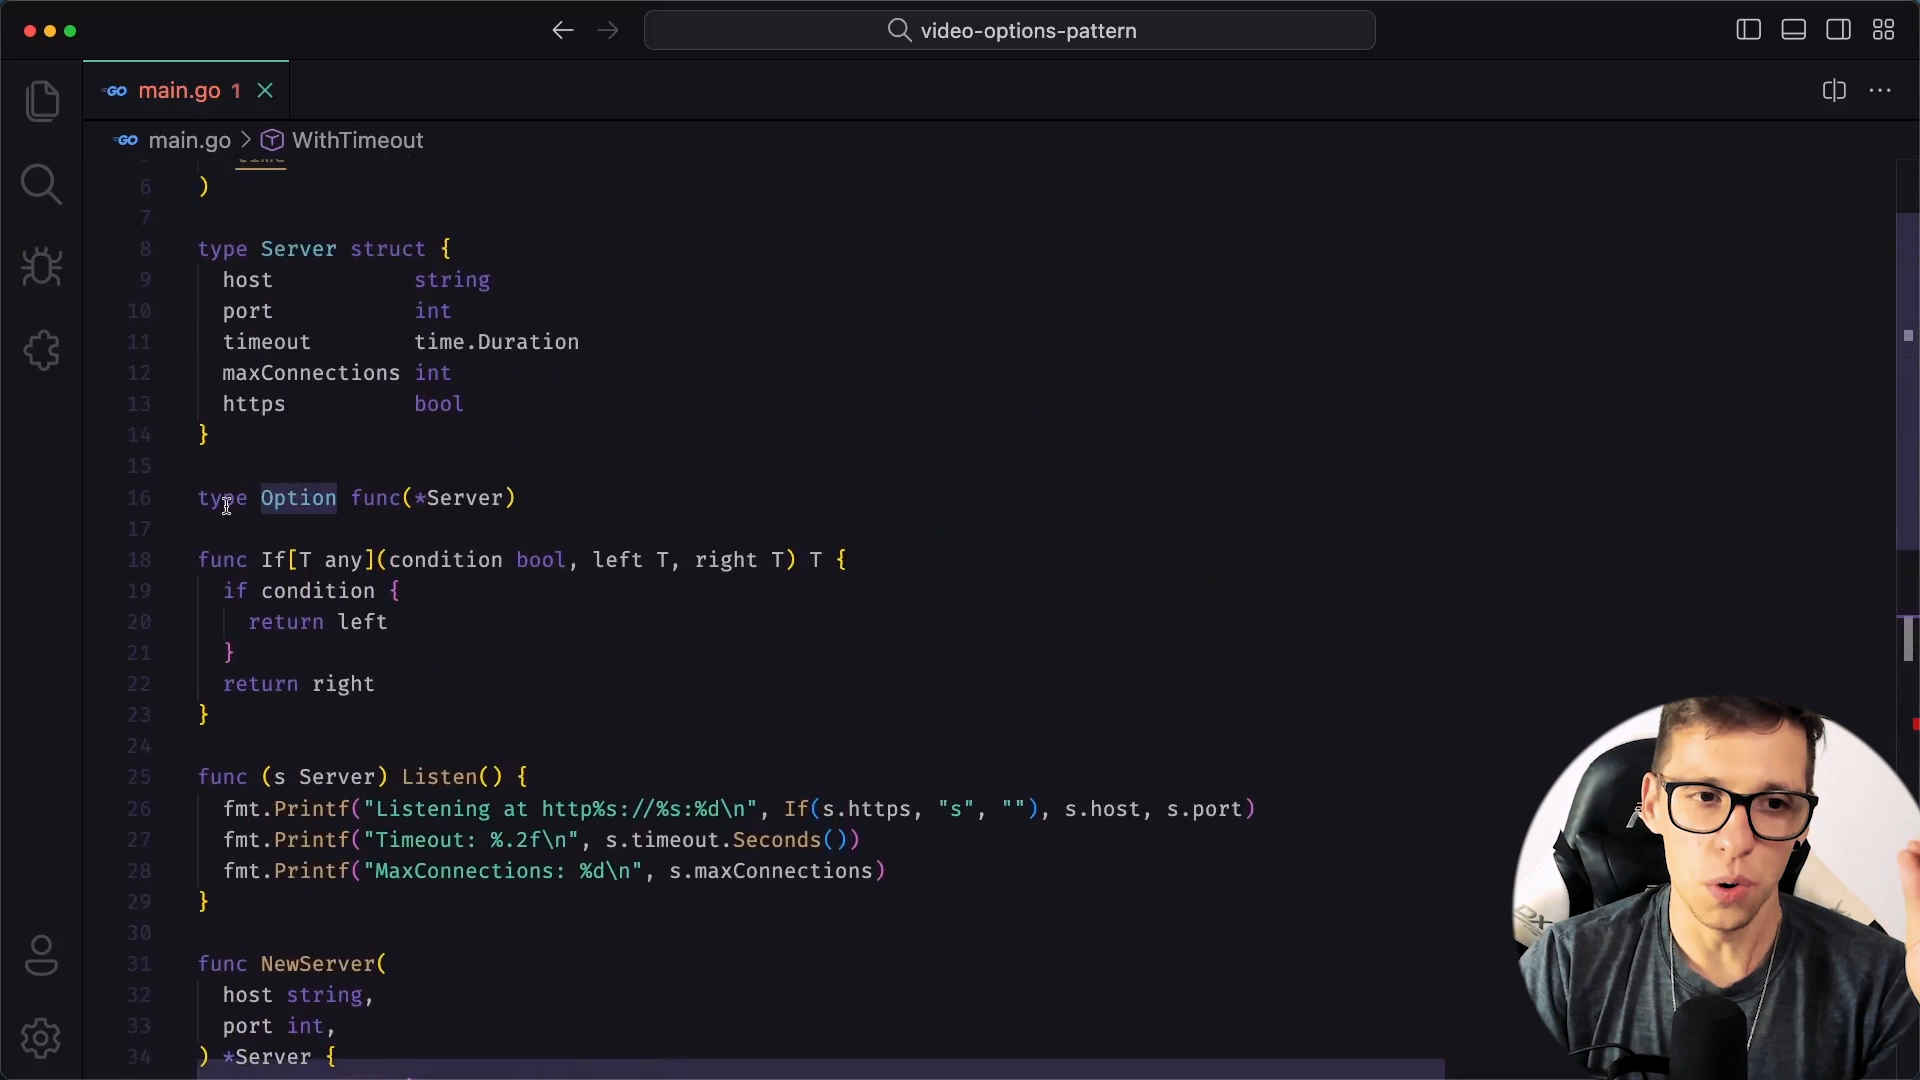 video-options-pattern
GO main.go 1
GO main.go > WithTimeout
6 )
7
8 type Server struct {
9 host string
10 port int
11 timeout time.Duration
12 maxConnections int
13 https bool
14 }
15
16 type Option func(*Server)
17
18 func If[T any](condition bool, left T, right T) T {
19 if condition {
20 return left
21 }
22 return right
23 }
24
25 func (s Server) Listen() {
26 fmt.Printf("Listening at http%s://%s:%d\n", If(s.https, "s", ""), s.host, s.port)
27 fmt.Printf("Timeout: %.2f\n", s.timeout.Seconds())
28 fmt.Printf("MaxConnections: %d\n", s.maxConnections)
29 }
30
31 func NewServer(
32 host string,
33 port int,
34 ) *Server {